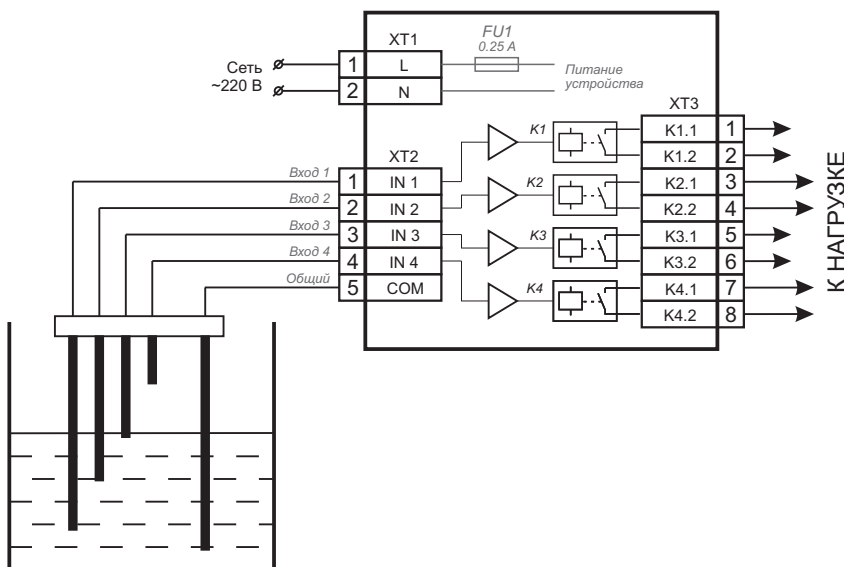 FU1
0.25 A
XT1
Сеть
~220 В
1 L
2 N
Питание
устройства
XT3
K1
K1.1 1
K1.2 2
XT2
Вход 1
1 IN 1
K2
K2.1 3
Вход 2
2 IN 2
K2.2 4
Вход 3
3 IN 3
K3
K3.1 5
Вход 4
4 IN 4
K3.2 6
Общий
5 COM
K4
K4.1 7
K4.2 8
К НАГРУЗКЕ